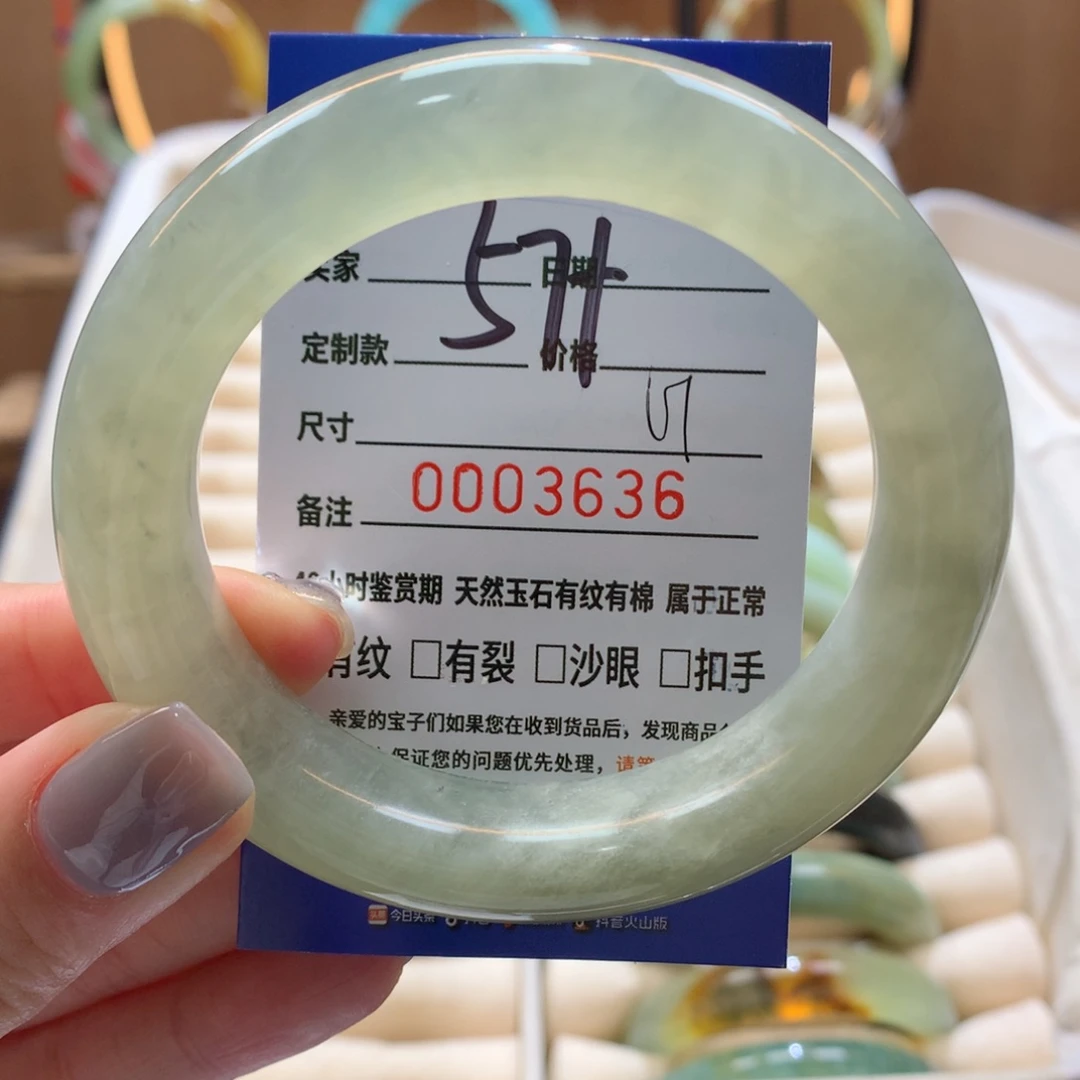 家 日期
定制款 价格
尺寸 57
0003636
备注
小时鉴赏期 天然玉石有纹有棉 属于正常
有纹 □有裂 □沙眼 □扣手
亲爱的宝子们如果您在收到货品后，发现商品
保证您的问题优先处理，请
今日头条 抖音火山版